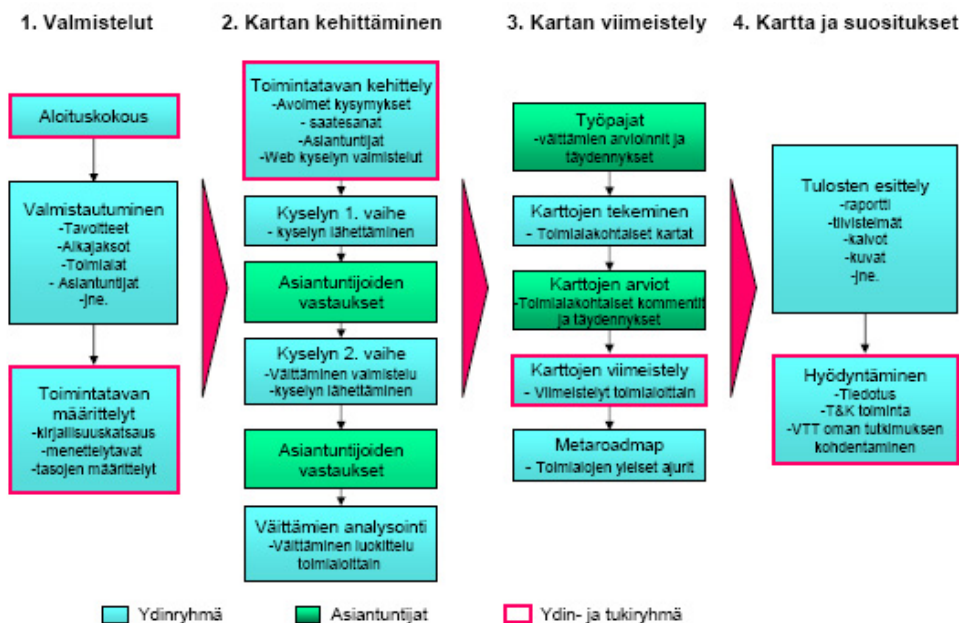 1. Valmistelut
2. Kartan kehittäminen
3. Kartan viimeistely
4. Kartta ja suositukset
Aloituskokous
Valmistautuminen
-Tavoitteet
-Aikajaksot
-Toimialat
- Asiantuntijat
-jne.
Toimintatavan
määrittelyt
-kirjallisuuskatsaus
-menettelytavat
-tasojen määrittelyt
Toimintatavan kehittely
-Avoimet kysymykset
- saatesanat
-Asiantuntijat
-Web kyselyn valmistelut
Kyselyn 1. vaihe
- kyselyn lähettäminen
Asiantuntijoiden
vastaukset
Kyselyn 2. vaihe
-Väittäminen valmistelu
-kyselyn lähettäminen
Asiantuntijoiden
vastaukset
Väittämien analysointi
-Väittäminen luokittelu
toimialoittain
Työpajat
-väittämien arvioinnit ja
täydennykset
Karttojen tekeminen
- Toimialakohtaiset kartat
Karttojen arviot
-Toimialakohtaiset kommentit
ja täydennykset
Karttojen viimeistely
- Viimeistelyt toimialoittain
Metaroadmap
- Toimialojen yleiset ajurit
Tulosten esittely
-raportti
-tiivistelmät
-kalvot
-kuvat
-jne.
Hyödyntäminen
-Tiedotus
-T&K toiminta
-VTT oman tutkimuksen
kohdentaminen
Ydinryhmä
Asiantuntijat
Ydin- ja tukiryhmä